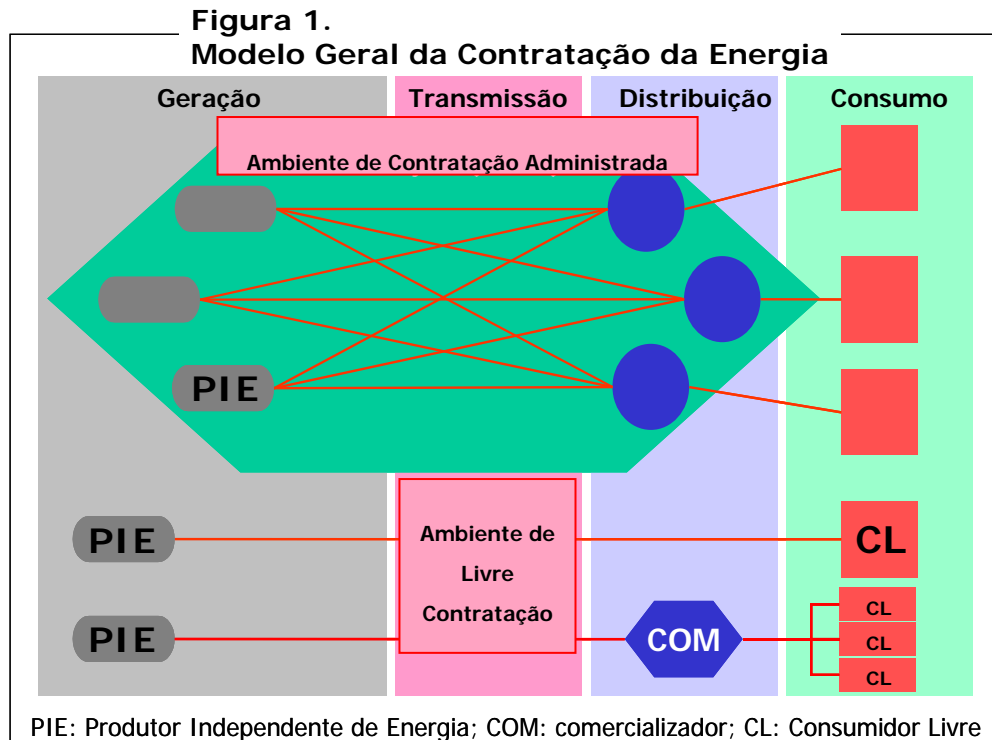 Figura 1.
Modelo Geral da Contratação da Energia
Geração
Transmissão
Distribuição
Consumo
Ambiente de Contratação Administrada
PIE
PIE
Ambiente de
Livre
Contratação
CL
PIE
COM
CL
CL
CL
PIE: Produtor Independente de Energia; COM: comercializador; CL: Consumidor Livre